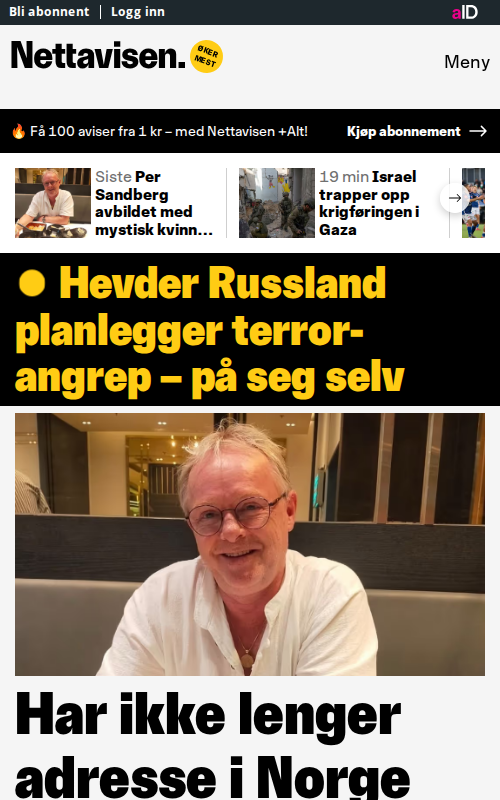 Bli abonnent
Logg inn
aID
Nettavisen.
ØKER
MEST
Meny
Få 100 aviser fra 1 kr – med Nettavisen +Alt!
Kjøp abonnement
Siste Per
Sandberg
avbildet med
mystisk kvinn...
19 min Israel
trapper opp
krigføringen i
Gaza
Hevder Russland
planlegger terror-
angrep – på seg selv
Har ikke lenger
adresse i Norge